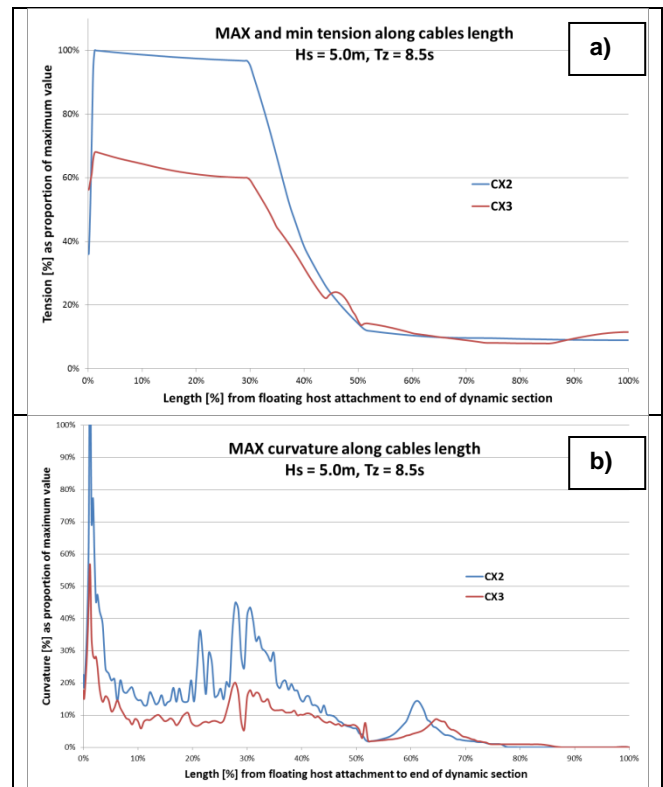 MAX and min tension along cables length
Hs = 5.0m, Tz = 8.5s
a)
Tension [%] as proportion of maximum value
100%
80%
60%
40%
20%
0%
CX2
CX3
0% 10% 20% 30% 40% 50% 60% 70% 80% 90% 100%
Length [%] from floating host attachment to end of dynamic section
MAX curvature along cables length
Hs = 5.0m, Tz = 8.5s
b)
Curvature [%] as proportion of maximum value
100%
90%
80%
70%
60%
50%
40%
30%
20%
10%
0%
CX2
CX3
0% 10% 20% 30% 40% 50% 60% 70% 80% 90% 100%
Length [%] from floating host attachment to end of dynamic section